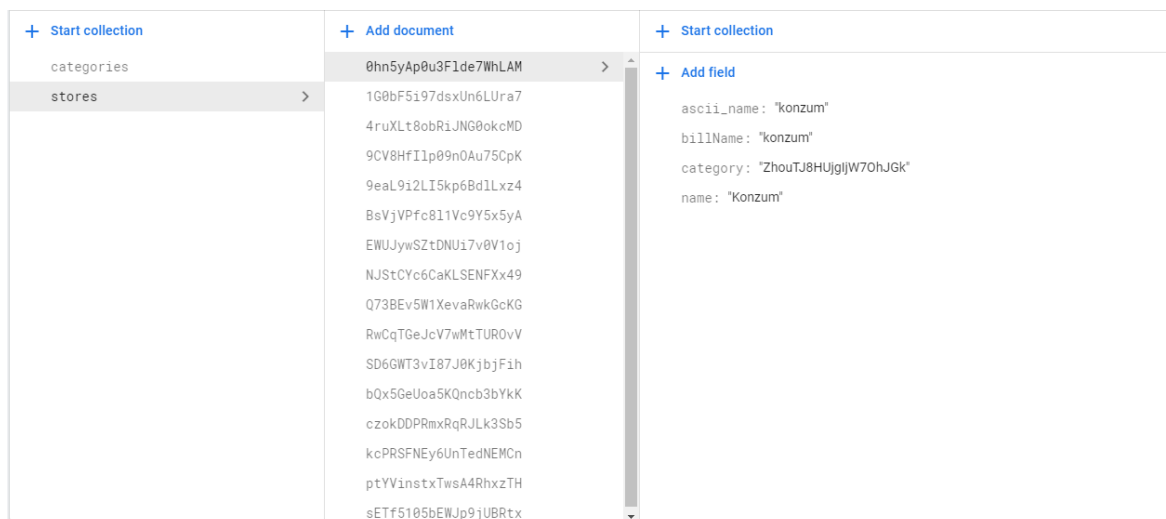 + Start collection
categories
stores
+ Add document
0hn5yAp0u3Flde7WhLAM
1G0bF5i97dsxUn6LUra7
4ruXLt8obRiJNG0okcMD
9CV8HfIlp09nOAu75CpK
9eaL9i2LI5kp6BdlLxz4
BsVjVPfc8l1Vc9Y5x5yA
EWUJywSZtDNUi7v0V1oj
NJStCYc6CaKLSENFXx49
Q73BEv5W1XevaRwkGcKG
RwCqTGeJcV7wMtTUROvV
SD6GWT3vI87J0KjbjFih
bQx5GeUoa5KQncb3bYkK
czokDDPRmxRqRJLk3Sb5
kcPRSFNEy6UnTedNEMCn
ptYVinstxTwsA4RhxzTH
sETf5105bEWJp9jUBRtx
+ Start collection
+ Add field
ascii_name: "konzum"
billName: "konzum"
category: "ZhouTJ8HUjgIjW7OhJGk"
name: "Konzum"